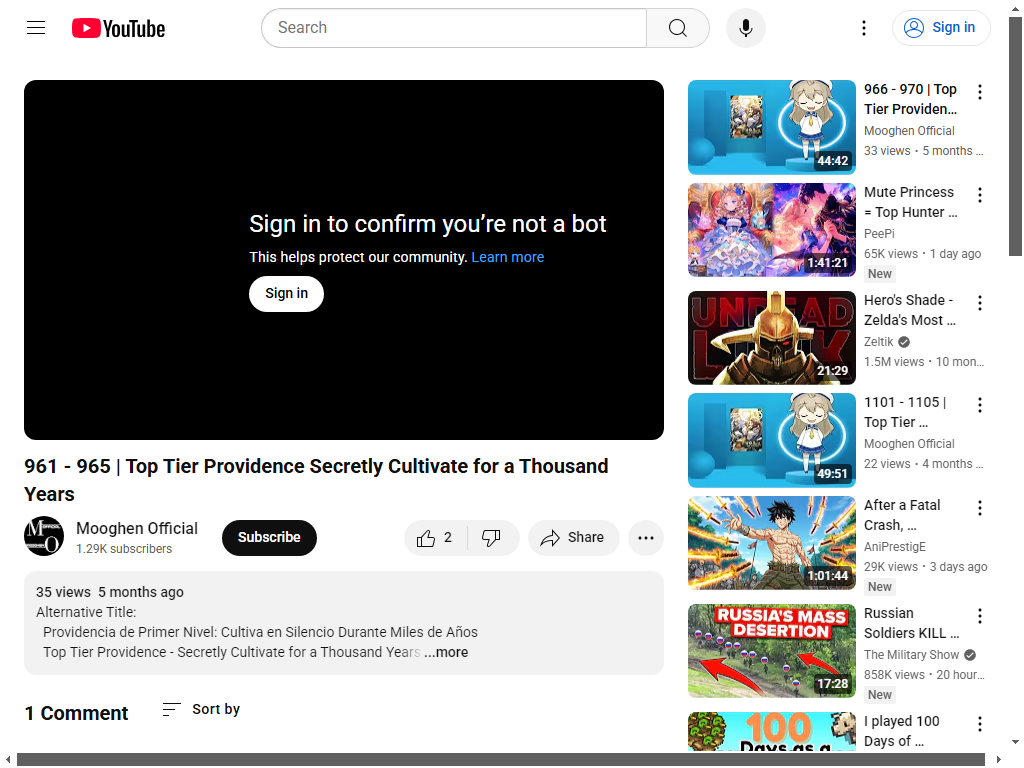 YouTube
Search
Sign in
Sign in to confirm you’re not a bot
This helps protect our community. Learn more
Sign in
961 - 965 | Top Tier Providence Secretly Cultivate for a Thousand
Years
Mooghen Official
1.29K subscribers
Subscribe
2
Share
35 views 5 months ago
Alternative Title:
Providencia de Primer Nivel: Cultiva en Silencio Durante Miles de Años
Top Tier Providence - Secretly Cultivate for a Thousand Years ...more
1 Comment
Sort by
44:42
966 - 970 | Top
Tier Providen…
Mooghen Official
33 views • 5 months …
1:41:21
Mute Princess
= Top Hunter …
PeePi
65K views • 1 day ago
New
UNDEAD
21:29
Hero's Shade -
Zelda's Most …
Zeltik
1.5M views • 10 mon…
49:51
1101 - 1105 |
Top Tier …
Mooghen Official
22 views • 4 months …
1:01:44
After a Fatal
Crash, …
AniPrestigE
29K views • 3 days ago
New
RUSSIA'S MASS
DESERTION
17:28
Russian
Soldiers KILL …
The Military Show
858K views • 20 hour…
New
100
Days as a
I played 100
Days of …